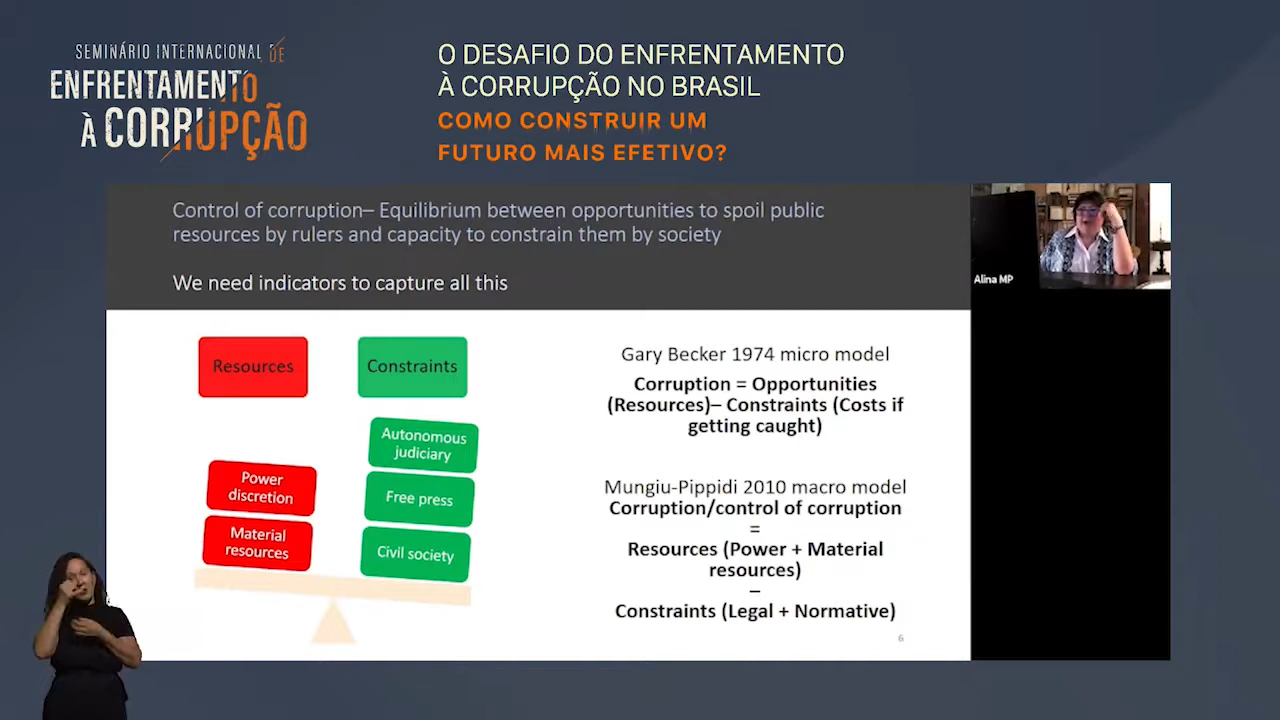 SEMINÁRIO INTERNACIONAL DE
ENFRENTAMENTO
À CORRUPÇÃO
O DESAFIO DO ENFRENTAMENTO
À CORRUPÇÃO NO BRASIL
COMO CONSTRUIR UM
FUTURO MAIS EFETIVO?
Control of corruption– Equilibrium between opportunities to spoil public
resources by rulers and capacity to constrain them by society
We need indicators to capture all this
Alina MP
Resources
Constraints
Autonomous
judiciary
Power
discretion
Free press
Material
resources
Civil society
Gary Becker 1974 micro model
Corruption = Opportunities
(Resources)– Constraints (Costs if
getting caught)
Mungiu-Pippidi 2010 macro model
Corruption/control of corruption
=
Resources (Power + Material
resources)
–
Constraints (Legal + Normative)
6